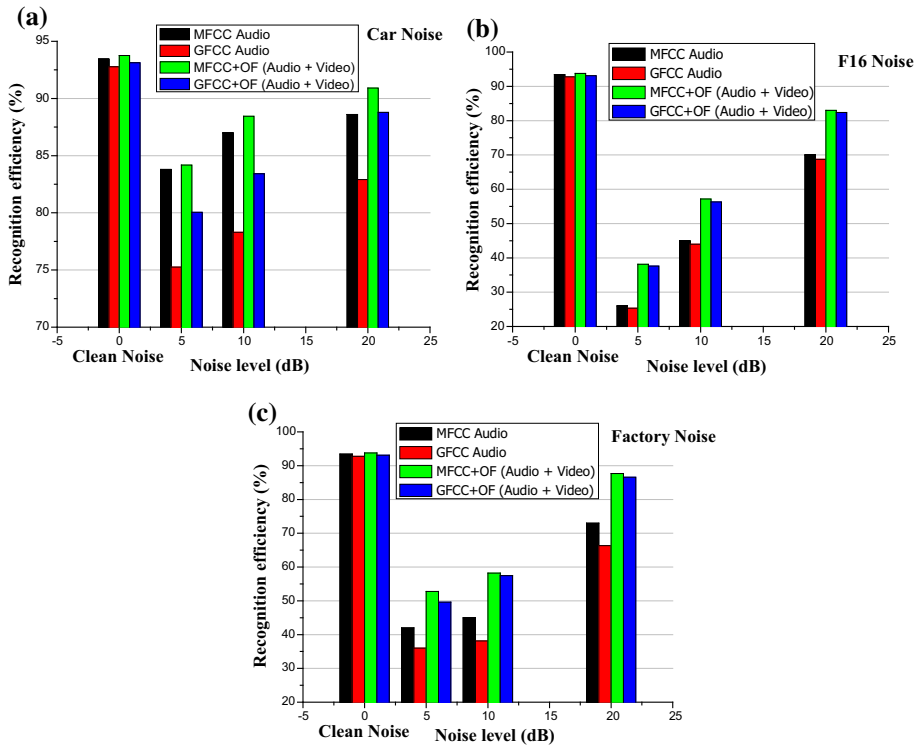 (a)
Car Noise
MFCC Audio
GFCC Audio
MFCC+OF (Audio + Video)
GFCC+OF (Audio + Video)
Recognition efficiency (%)
95
90
85
80
75
70
-5 0 5 10 15 20 25
Clean Noise
Noise level (dB)
(b)
F16 Noise
MFCC Audio
GFCC Audio
MFCC+OF (Audio + Video)
GFCC+OF (Audio + Video)
Recognition efficiency (%)
100
90
80
70
60
50
40
30
20
-5 0 5 10 15 20 25
Clean Noise
Noise level (dB)
(c)
Factory Noise
MFCC Audio
GFCC Audio
MFCC+OF (Audio + Video)
GFCC+OF (Audio + Video)
Recognition efficiency (%)
100
90
80
70
60
50
40
30
20
-5 0 5 10 15 20 25
Clean Noise
Noise level (dB)